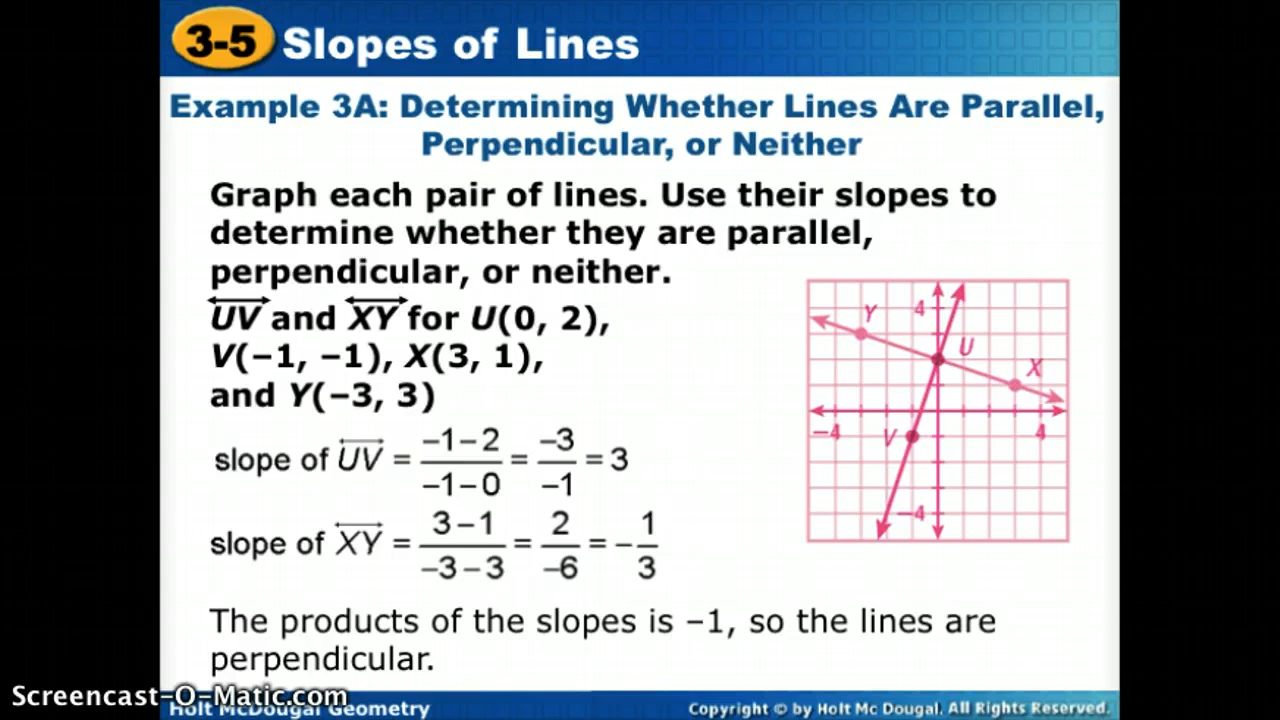 3-5 Slopes of Lines
Example 3A: Determining Whether Lines Are Parallel,
Perpendicular, or Neither
Graph each pair of lines. Use their slopes to
determine whether they are parallel,
perpendicular, or neither.
UV and XY for U(0, 2),
V(−1, −1), X(3, 1),
and Y(−3, 3)
slope of UV = −1 − 2 / −1 − 0 = −3 / −1 = 3
slope of XY = 3 − 1 / −3 − 3 = 2 / −6 = − 1 / 3
4
Y
U
X
−4
V
4
−4
The products of the slopes is –1, so the lines are
perpendicular.
Screencast-O-Matic.com
Holt McDougal Geometry
Copyright © by Holt Mc Dougal. All Rights Reserved.